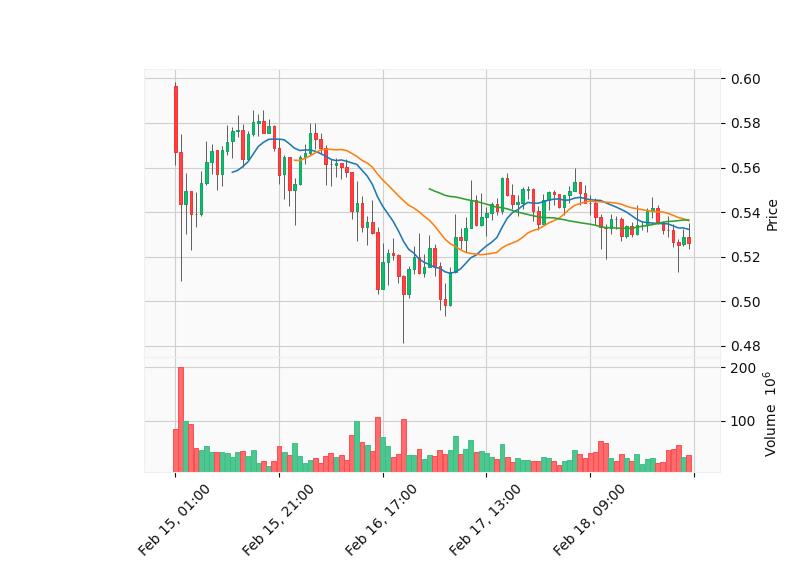 0.60
0.58
0.56
0.54
0.52
0.50
0.48
Price
200
100
Volume 10^6
Feb 15, 01:00
Feb 15, 21:00
Feb 16, 17:00
Feb 17, 13:00
Feb 18, 09:00